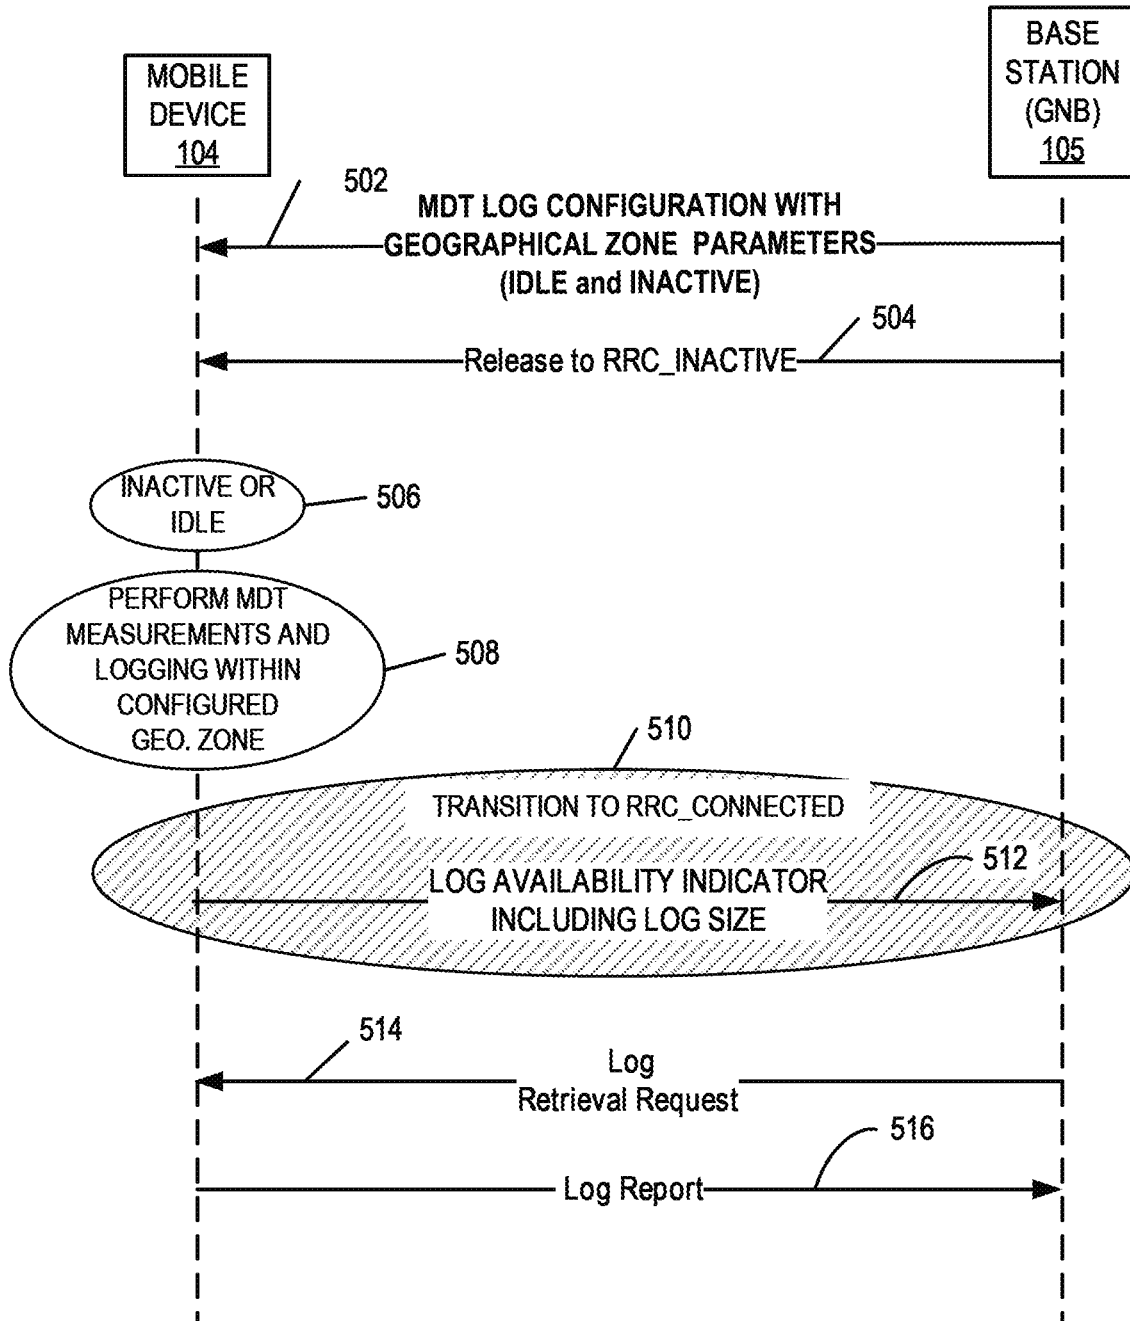 MOBILE
DEVICE
104
BASE
STATION
(GNB)
105
502
MDT LOG CONFIGURATION WITH
GEOGRAPHICAL ZONE PARAMETERS
(IDLE and INACTIVE)
504
Release to RRC_INACTIVE
INACTIVE OR
IDLE
506
PERFORM MDT
MEASUREMENTS AND
LOGGING WITHIN
CONFIGURED
GEO. ZONE
508
510
TRANSITION TO RRC_CONNECTED
512
LOG AVAILABILITY INDICATOR
INCLUDING LOG SIZE
514
Log
Retrieval Request
516
Log Report